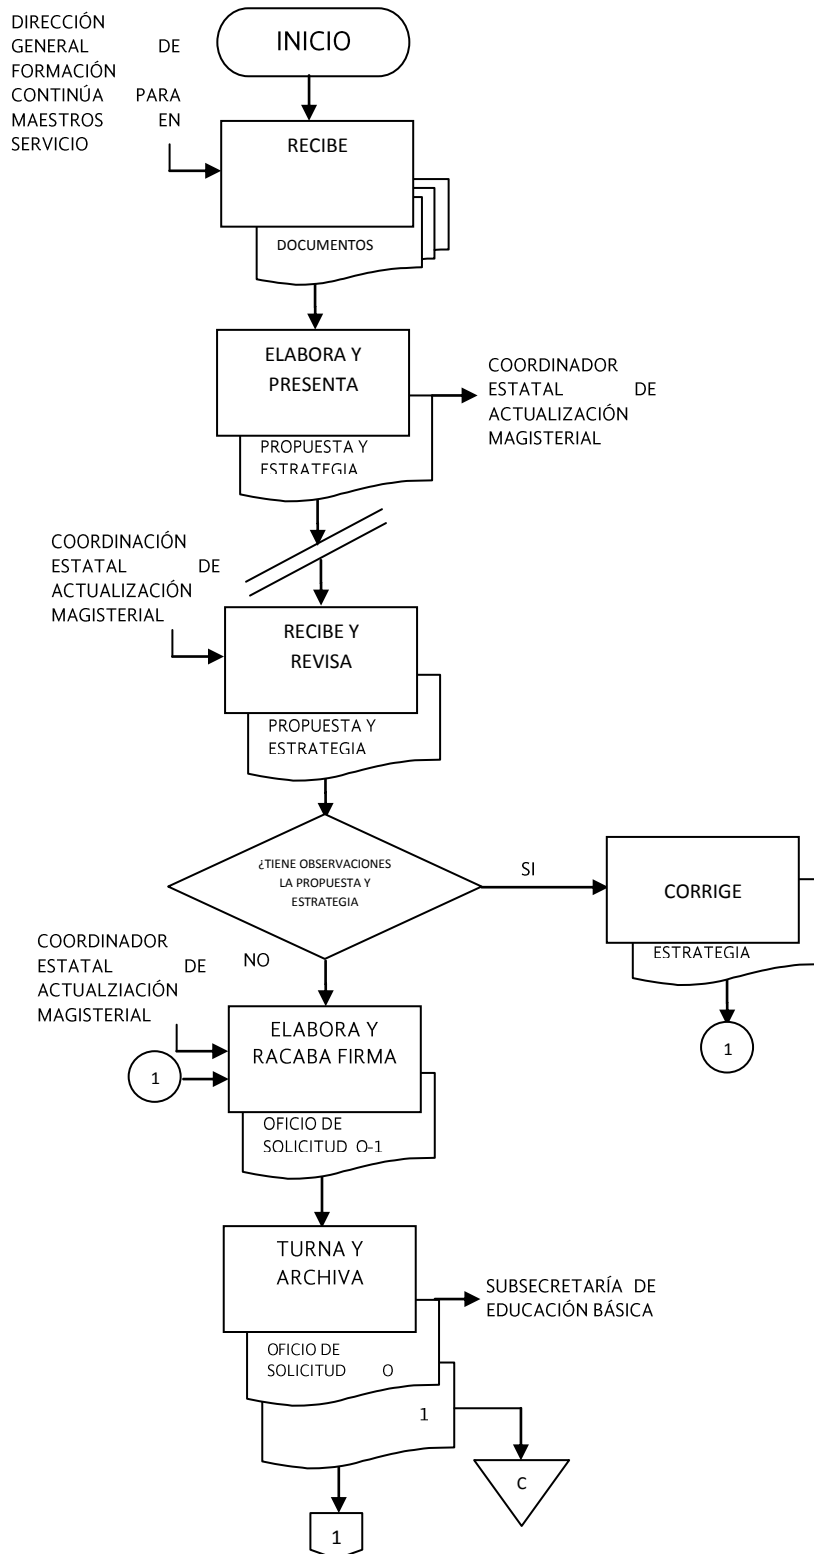 DIRECCIÓN
GENERAL DE
FORMACIÓN
CONTINÚA PARA
MAESTROS EN
SERVICIO
INICIO
RECIBE
DOCUMENTOS
ELABORA Y
PRESENTA
PROPUESTA Y
ESTRATEGIA
COORDINADOR
ESTATAL DE
ACTUALIZACIÓN
MAGISTERIAL
COORDINACIÓN
ESTATAL DE
ACTUALIZACIÓN
MAGISTERIAL
RECIBE Y
REVISA
PROPUESTA Y
ESTRATEGIA
¿TIENE OBSERVACIONES
LA PROPUESTA Y
ESTRATEGIA
SI
CORRIGE
ESTRATEGIA
1
NO
COORDINADOR
ESTATAL DE
ACTUALZIACIÓN
MAGISTERIAL
1
ELABORA Y
RACABA FIRMA
OFICIO DE
SOLICITUD O-1
TURNA Y
ARCHIVA
SUBSECRETARÍA DE
EDUCACIÓN BÁSICA
OFICIO DE
SOLICITUD O
1
C
1